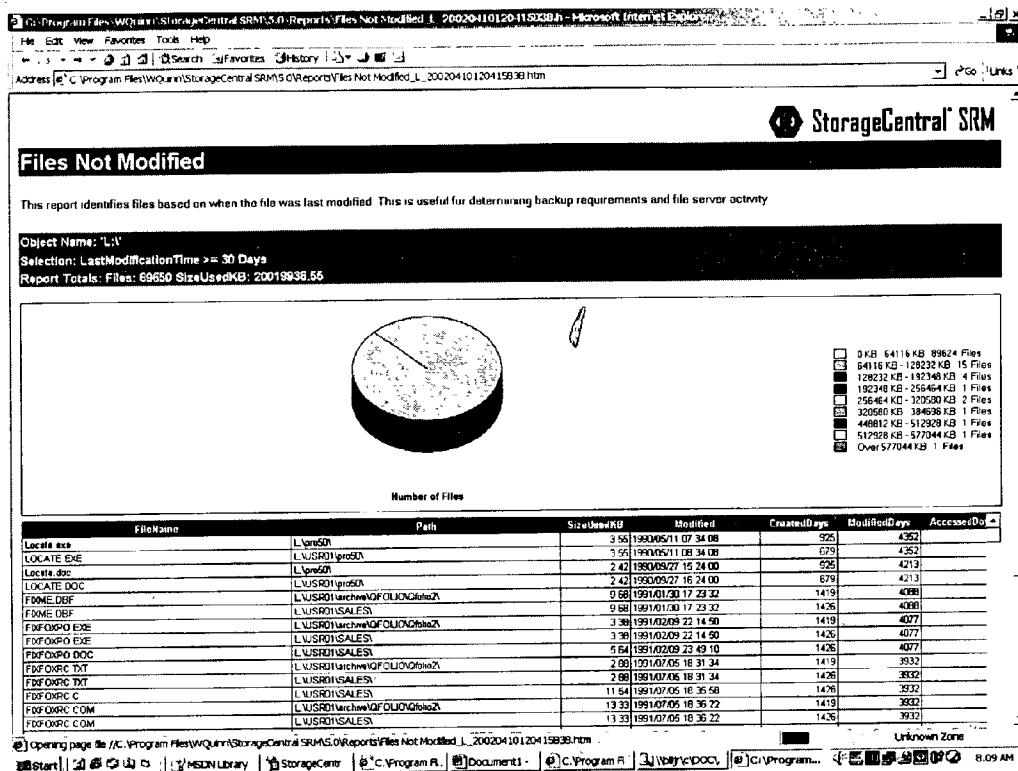 C:\Program Files\WQuinn\StorageCentral SRM\5.0\Reports\Files Not Modified_L_20020410120415838.h - Microsoft Internet Explorer
File Edit View Favorites Tools Help
Search Favorites History
Address C:\Program Files\WQuinn\StorageCentral SRM\5.0\Reports\Files Not Modified_L_20020410120415838.htm Go Links
StorageCentral SRM
Files Not Modified
This report identifies files based on when the file was last modified. This is useful for determining backup requirements and file server activity
Object Name: 'L:\'
Selection: LastModificationTime >= 30 Days
Report Totals: Files: 69650 SizeUsedKB: 20019936.55
0 KB 64116 KB 89624 Files
64116 KB - 128232 KB 15 Files
128232 KB - 192348 KB 4 Files
192348 KB - 256464 KB 1 Files
256464 KB - 320580 KB 2 Files
320580 KB 384696 KB 1 Files
448812 KB - 512928 KB 1 Files
512928 KB - 577044 KB 1 Files
Over 577044 KB 1 Files
Number of Files
FileName Path SizeUsedKB Modified CreatedDays ModifiedDays AccessedDa
Locate.exe L:\pro50\ 3.55 1990/05/11 07 34 08 925 4352
LOCATE EXE L:\USR01\pro50\ 3.55 1990/05/11 08 34 08 679 4352
Locate.doc L:\pro50\ 2.42 1990/09/27 15 24 00 925 4213
LOCATE DOC L:\USR01\pro50\ 2.42 1990/09/27 16 24 00 679 4213
FIXME.DBF L:\USR01\archive\QFOLIO\Qfolio2\ 9 68 1991/01/30 17 23 32 1419 4088
FIXME DBF L:\USR01\SALES\ 9 68 1991/01/30 17 23 32 1426 4088
FIXFOXPO EXE L:\USR01\archive\QFOLIO\Qfolio2\ 3 38 1991/02/09 22 14 50 1419 4077
FIXFOXPO EXE L:\USR01\SALES\ 3 38 1991/02/09 22 14 50 1426 4077
FIXFOXPO DOC L:\USR01\SALES\ 5 64 1991/02/09 23 49 10 1426 4077
FIXFOXRC TXT L:\USR01\archive\QFOLIO\Qfolio2\ 2 88 1991/07/05 18 31 34 1419 3932
FIXFOXRC TXT L:\USR01\SALES\ 2 88 1991/07/05 18 31 34 1426 3932
FIXFOXRC C L:\USR01\SALES\ 11 54 1991/07/05 18 35 58 1426 3932
FIXFOXRC COM L:\USR01\archive\QFOLIO\Qfolio2\ 13 33 1991/07/05 18 36 22 1419 3932
FIXFOXRC COM L:\USR01\SALES\ 13 33 1991/07/05 18 36 22 1426 3932
Opening page file://C:\Program Files\WQuinn\StorageCentral SRM\5.0\Reports\Files Not Modified_L_20020410120415838.htm Unknown Zone
Start MSDN Library StorageCentr C:\Program Fi.. Document1 - C:\Program Fi C:\Program... 8.09 AM